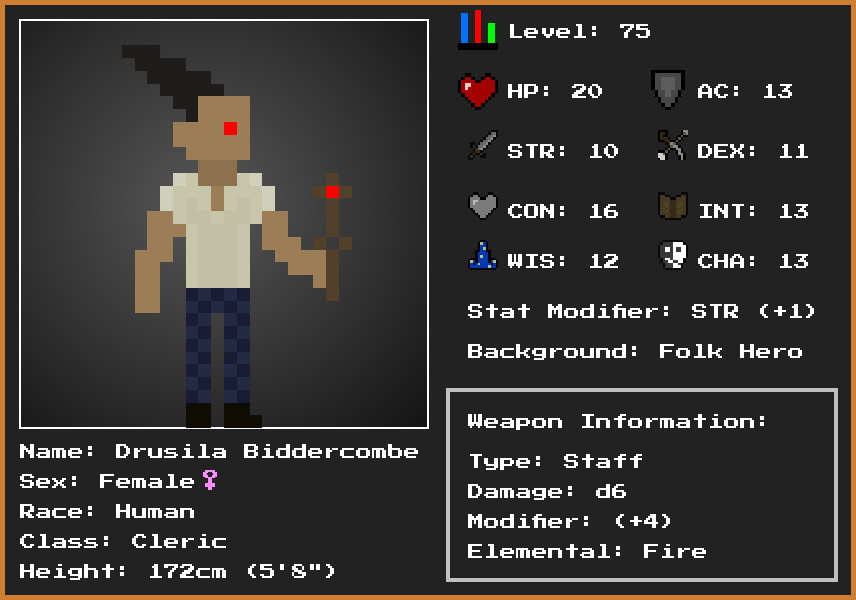 Level: 75
HP: 20
AC: 13
STR: 10
DEX: 11
CON: 16
INT: 13
WIS: 12
CHA: 13
Stat Modifier: STR (+1)
Background: Folk Hero
Weapon Information:
Type: Staff
Damage: d6
Modifier: (+4)
Elemental: Fire
Name: Drusila Biddercombe
Sex: Female♀
Race: Human
Class: Cleric
Height: 172cm (5'8")